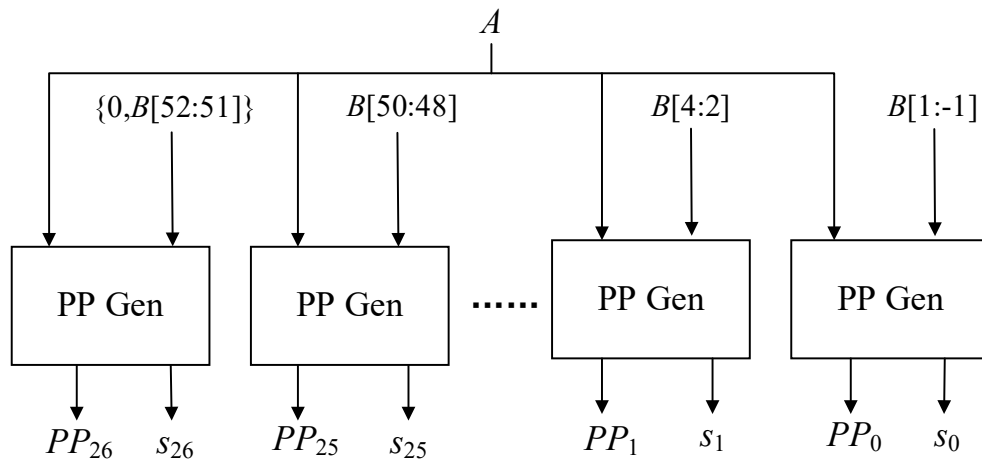 A
{0,B[52:51]} B[50:48] B[4:2] B[1:-1]
PP Gen PP Gen ...... PP Gen PP Gen
PP26 s26 PP25 s25 PP1 s1 PP0 s0